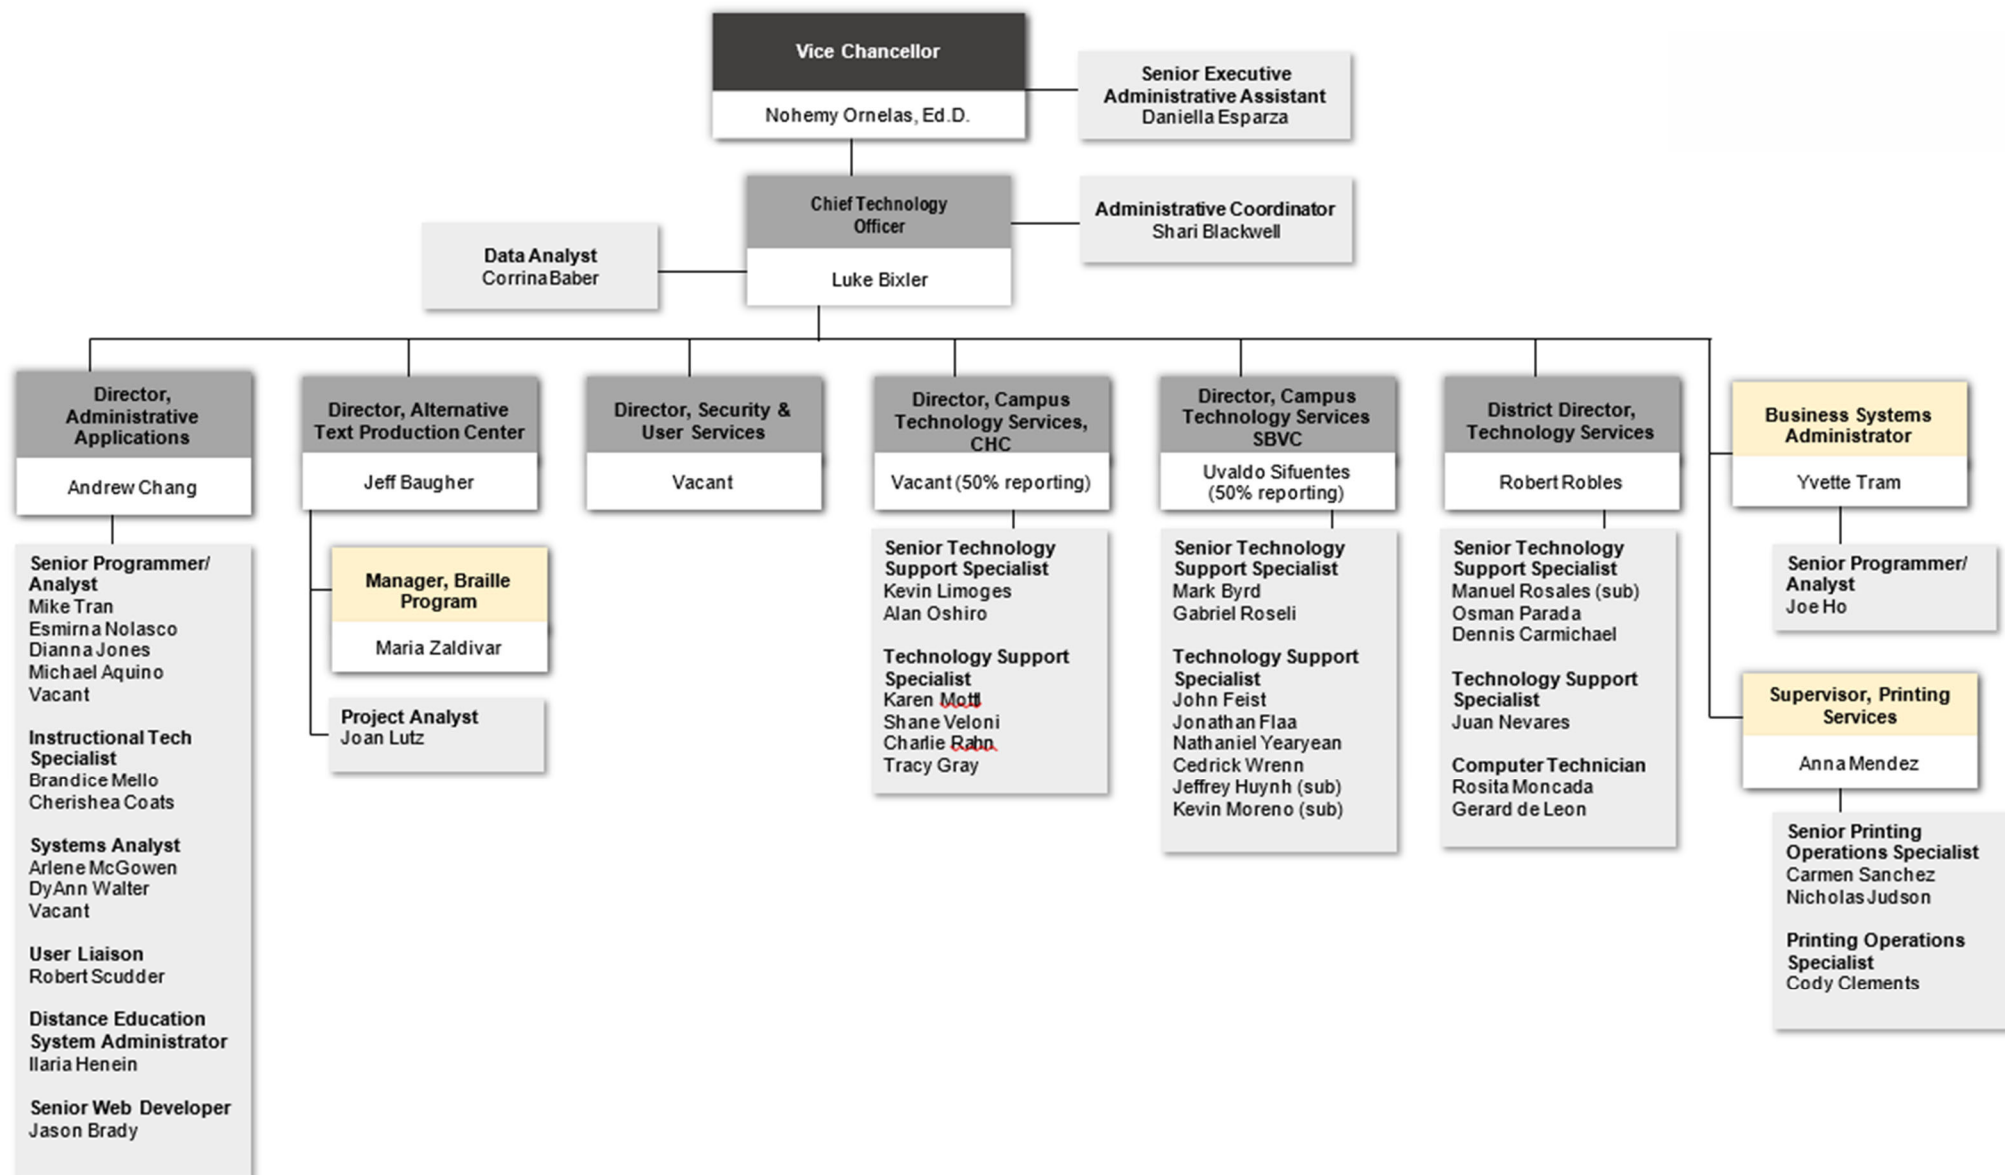 Vice Chancellor
Nohemy Ornelas, Ed.D.
Senior Executive
Administrative Assistant
Daniella Esparza
Chief Technology
Officer
Luke Bixler
Administrative Coordinator
Shari Blackwell
Data Analyst
Corrina Baber
Director,
Administrative
Applications
Andrew Chang
Senior Programmer/
Analyst
Mike Tran
Esmirna Nolasco
Dianna Jones
Michael Aquino
Vacant
Instructional Tech
Specialist
Brandice Mello
Cherishea Coats
Systems Analyst
Arlene McGowen
DyAnn Walter
Vacant
User Liaison
Robert Scudder
Distance Education
System Administrator
Ilaria Henein
Senior Web Developer
Jason Brady
Director, Alternative
Text Production Center
Jeff Baugher
Manager, Braille
Program
Maria Zaldivar
Project Analyst
Joan Lutz
Director, Security &
User Services
Vacant
Director, Campus
Technology Services,
CHC
Vacant (50% reporting)
Senior Technology
Support Specialist
Kevin Limoges
Alan Oshiro
Technology Support
Specialist
Karen Mottl
Shane Veloni
Charlie Rahn
Tracy Gray
Director, Campus
Technology Services
SBVC
Uvaldo Sifuentes
(50% reporting)
Senior Technology
Support Specialist
Mark Byrd
Gabriel Roseli
Technology Support
Specialist
John Feist
Jonathan Flaa
Nathaniel Yearyean
Cedrick Wrenn
Jeffrey Huynh (sub)
Kevin Moreno (sub)
District Director,
Technology Services
Robert Robles
Senior Technology
Support Specialist
Manuel Rosales (sub)
Osman Parada
Dennis Carmichael
Technology Support
Specialist
Juan Nevares
Computer Technician
Rosita Moncada
Gerard de Leon
Business Systems
Administrator
Yvette Tram
Senior Programmer/
Analyst
Joe Ho
Supervisor, Printing
Services
Anna Mendez
Senior Printing
Operations Specialist
Carmen Sanchez
Nicholas Judson
Printing Operations
Specialist
Cody Clements